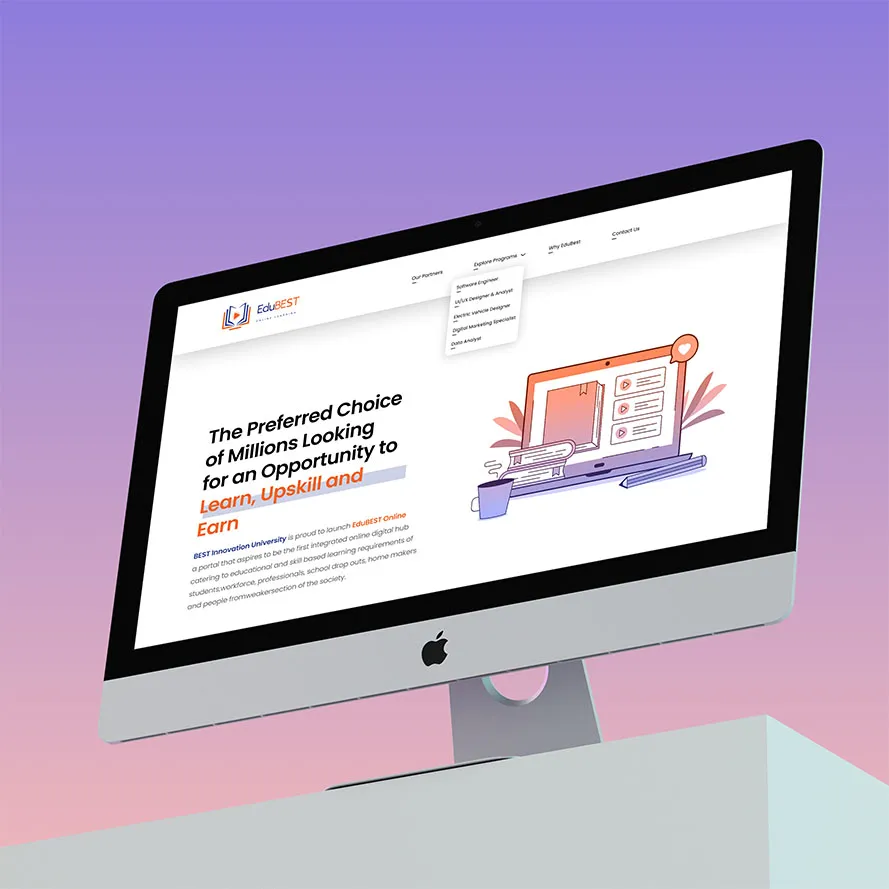 Our Partners
Explore Programs
Why EduBest
Contact Us
Software Engineer
UI/UX Designer & Analyst
Electric Vehicle Designer
Digital Marketing Specialist
Data Analyst
EduBEST
ONLINE LEARNING
The Preferred Choice
of Millions Looking
for an Opportunity to
Learn, Upskill and
Earn
BEST Innovation University is proud to launch EduBEST Online
a portal that aspires to be the first integrated online digital hub
catering to educational and skill based learning requirements of
students,workforce, professionals, school drop outs, home makers
and people fromweakersection of the society.